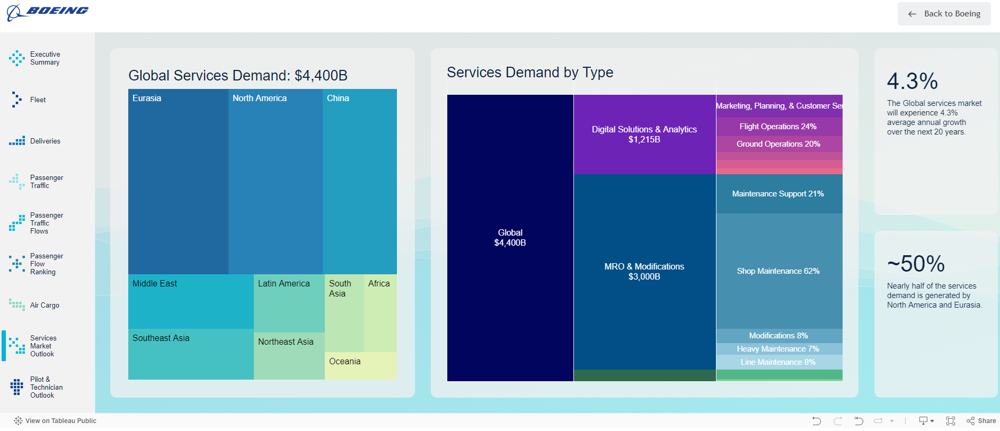 BOEING
Back to Boeing
Executive
Summary
Fleet
Deliveries
Passenger
Traffic
Passenger
Traffic
Flows
Passenger
Flow
Ranking
Air Cargo
Services
Market
Outlook
Pilot &
Technician
Outlook
Global Services Demand: $4,400B
Eurasia
North America
China
Middle East
Latin America
South
Asia
Africa
Southeast Asia
Northeast Asia
Oceania
Services Demand by Type
Global
$4,400B
Digital Solutions & Analytics
$1,215B
MRO & Modifications
$3,000B
Marketing, Planning, & Customer Ser
Flight Operations 24%
Ground Operations 20%
Maintenance Support 21%
Shop Maintenance 62%
Modifications 8%
Heavy Maintenance 7%
Line Maintenance 8%
4.3%
The Global services market
will experience 4.3%
average annual growth
over the next 20 years.
~50%
Nearly half of the services
demand is generated by
North America and Eurasia.
View on Tableau Public
Share